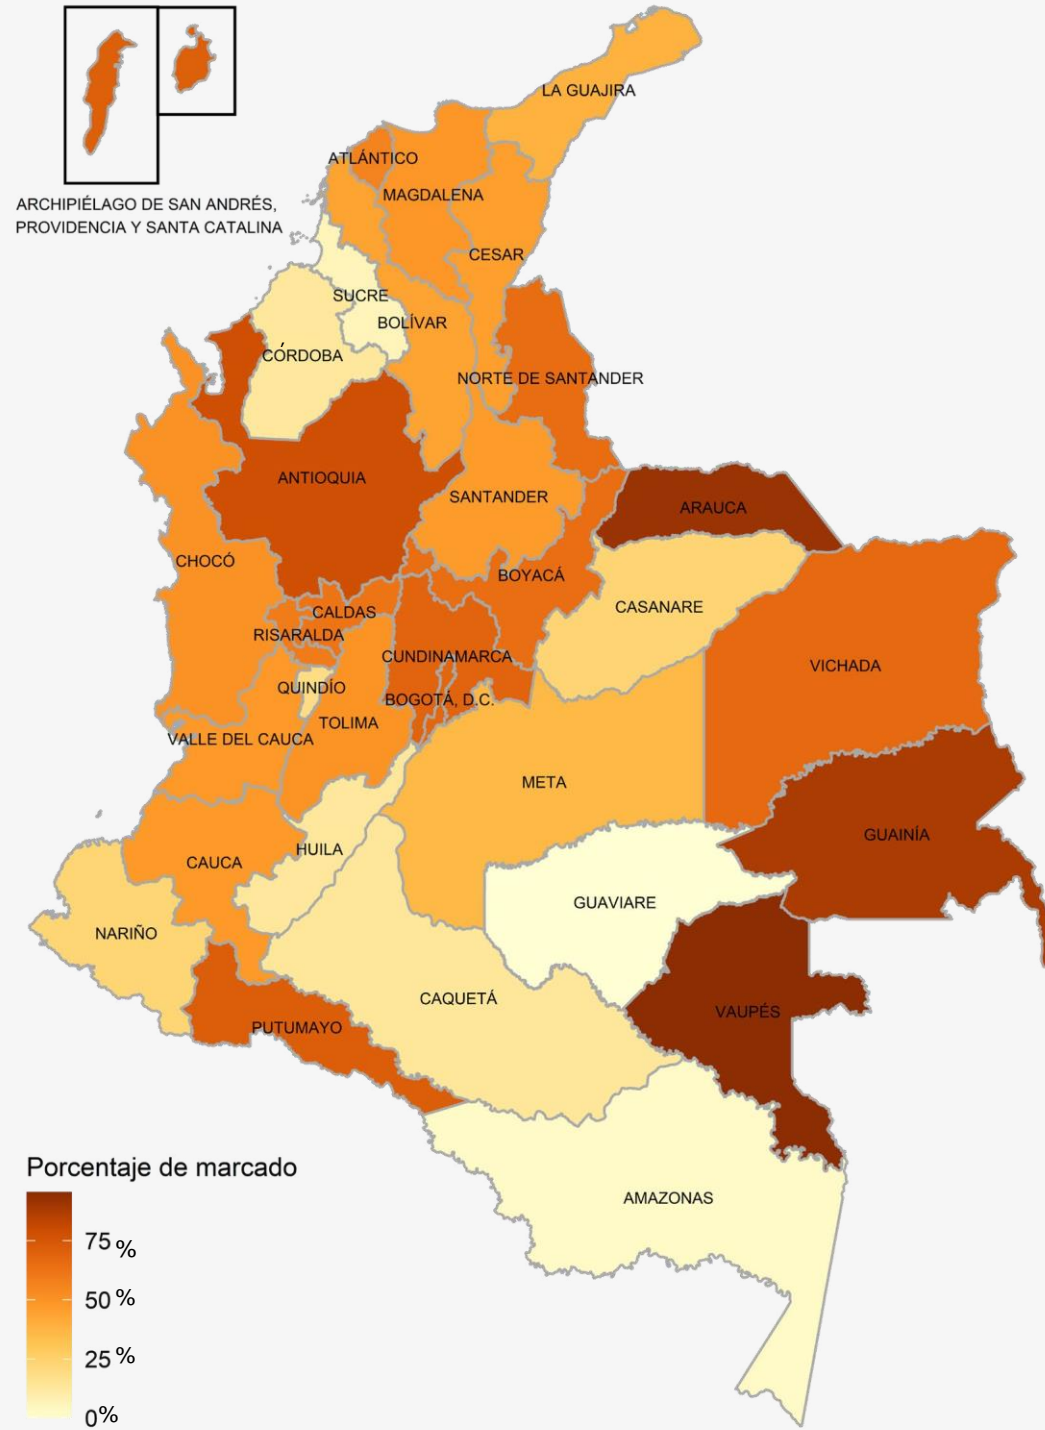 ARCHIPIÉLAGO DE SAN ANDRÉS,
PROVIDENCIA Y SANTA CATALINA
LA GUAJIRA
ATLÁNTICO
MAGDALENA
CESAR
SUCRE
BOLÍVAR
CÓRDOBA
NORTE DE SANTANDER
ANTIOQUIA
SANTANDER
ARAUCA
CHOCÓ
BOYACÁ
CASANARE
CALDAS
RISARALDA
CUNDINAMARCA
VICHADA
QUINDÍO
BOGOTÁ, D.C.
TOLIMA
VALLE DEL CAUCA
META
GUAINÍA
HUILA
CAUCA
GUAVIARE
NARIÑO
CAQUETÁ
VAUPÉS
PUTUMAYO
AMAZONAS
Porcentaje de marcado
75 %
50 %
25 %
0%